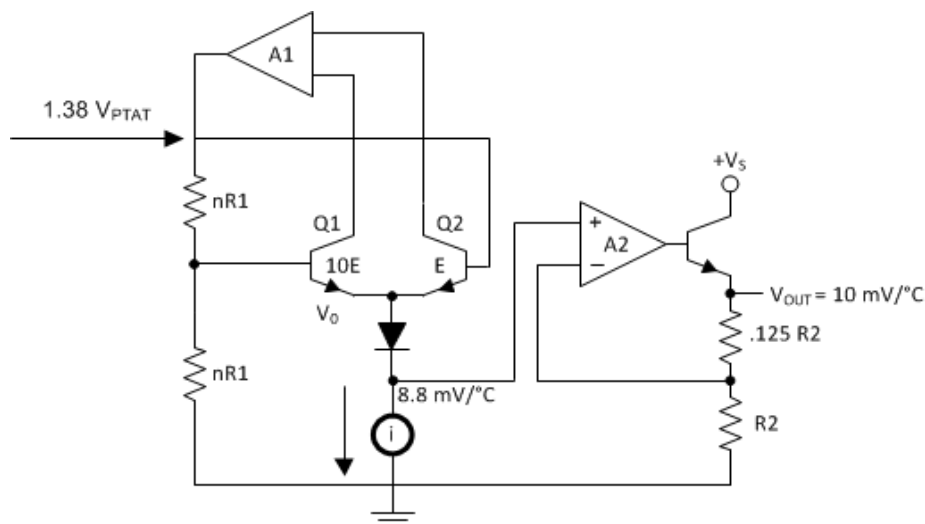 A1
1.38 VPTAT
+VS
nR1
Q1
Q2
+
A2
−
10E
E
V0
VOUT = 10 mV/°C
.125 R2
nR1
8.8 mV/°C
i
R2